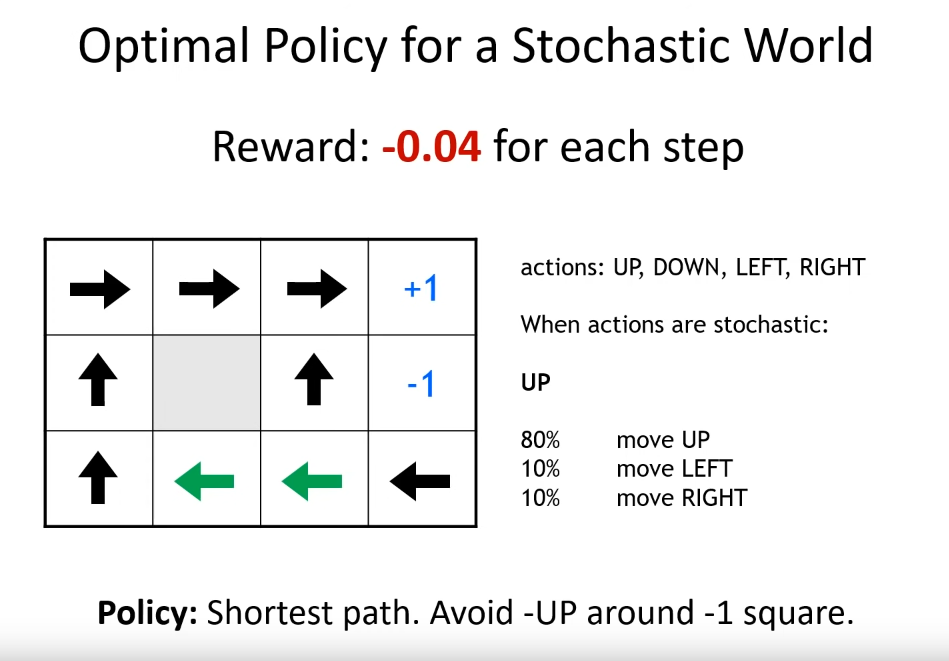 Optimal Policy for a Stochastic World
Reward: -0.04 for each step
+1
-1
actions: UP, DOWN, LEFT, RIGHT
When actions are stochastic:
UP
80% move UP
10% move LEFT
10% move RIGHT
Policy: Shortest path. Avoid -UP around -1 square.